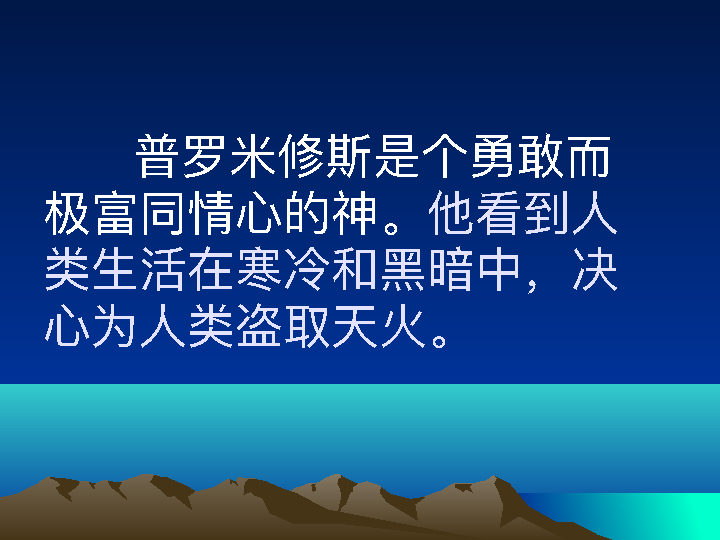 普罗米修斯是个勇敢而
极富同情心的神。他看到人
类生活在寒冷和黑暗中，决
心为人类盗取天火。